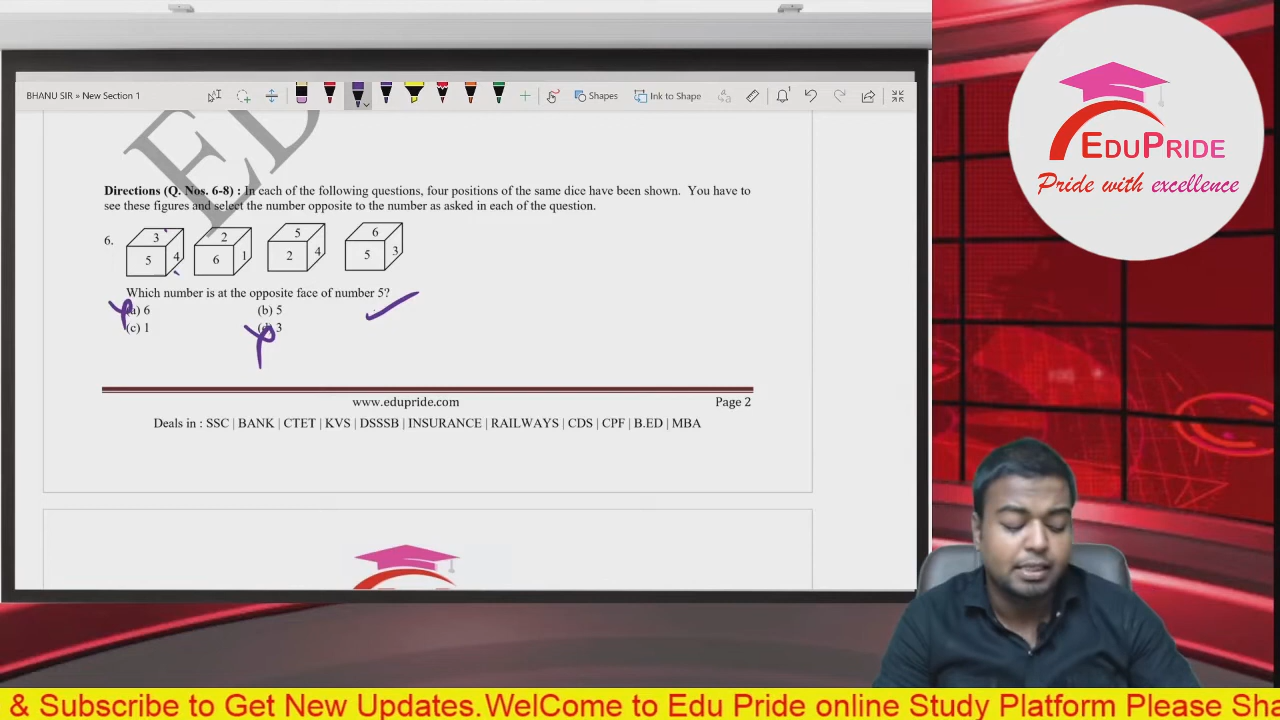 BHANU SIR » New Section 1
Shapes
Ink to Shape
ED
Directions (Q. Nos. 6-8) : In each of the following questions, four positions of the same dice have been shown. You have to
see these figures and select the number opposite to the number as asked in each of the question.
6.
3 5 4
2 6 1
5 2 4
6 5 3
Which number is at the opposite face of number 5?
(a) 6 (b) 5
(c) 1 (d) 3
www.edupride.com Page 2
Deals in : SSC | BANK | CTET | KVS | DSSSB | INSURANCE | RAILWAYS | CDS | CPF | B.ED | MBA
EDUPRIDE
Pride with excellence
& Subscribe to Get New Updates.WelCome to Edu Pride online Study Platform Please Sha